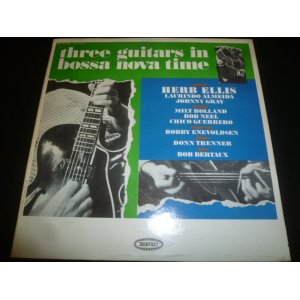 three guitars in
bossa nova time
HERB ELLIS
LAURINDO ALMEIDA
JOHNNY GRAY
MILT HOLLAND
BOB NEEL
CHICO GUERRERO
BOBBY ENEVOLDSEN
DONN TRENNER
BOB BERTAUX
EPIC